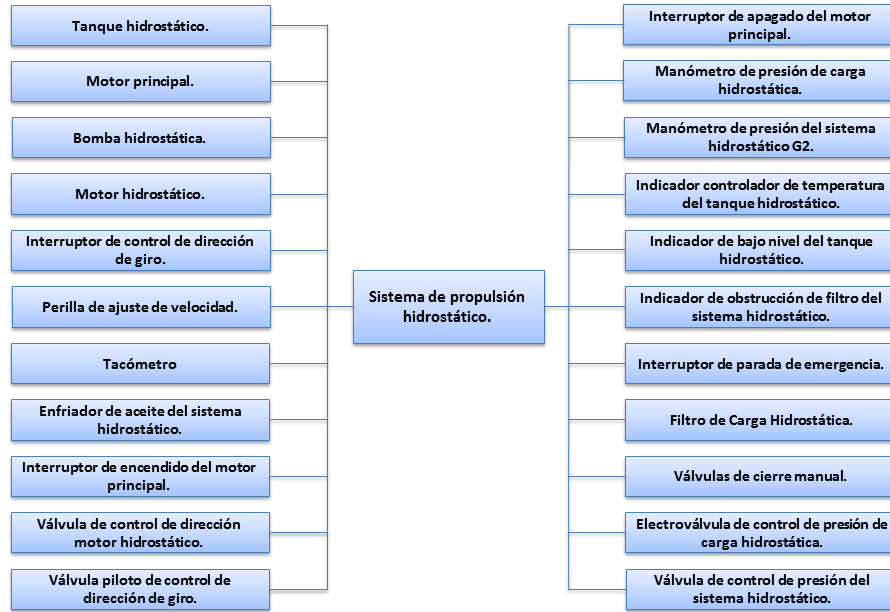 Tanque hidrostático.
Motor principal.
Bomba hidrostática.
Motor hidrostático.
Interruptor de control de dirección
de giro.
Perilla de ajuste de velocidad.
Tacómetro
Enfriador de aceite del sistema
hidrostático.
Interruptor de encendido del motor
principal.
Válvula de control de dirección
motor hidrostático.
Válvula piloto de control de
dirección de giro.
Sistema de propulsión
hidrostático.
Interruptor de apagado del motor
principal.
Manómetro de presión de carga
hidrostática.
Manómetro de presión del sistema
hidrostático G2.
Indicador controlador de temperatura
del tanque hidrostático.
Indicador de bajo nivel del tanque
hidrostático.
Indicador de obstrucción de filtro del
sistema hidrostático.
Interruptor de parada de emergencia.
Filtro de Carga Hidrostática.
Válvulas de cierre manual.
Electroválvula de control de presión de
carga hidrostática.
Válvula de control de presión del
sistema hidrostático.